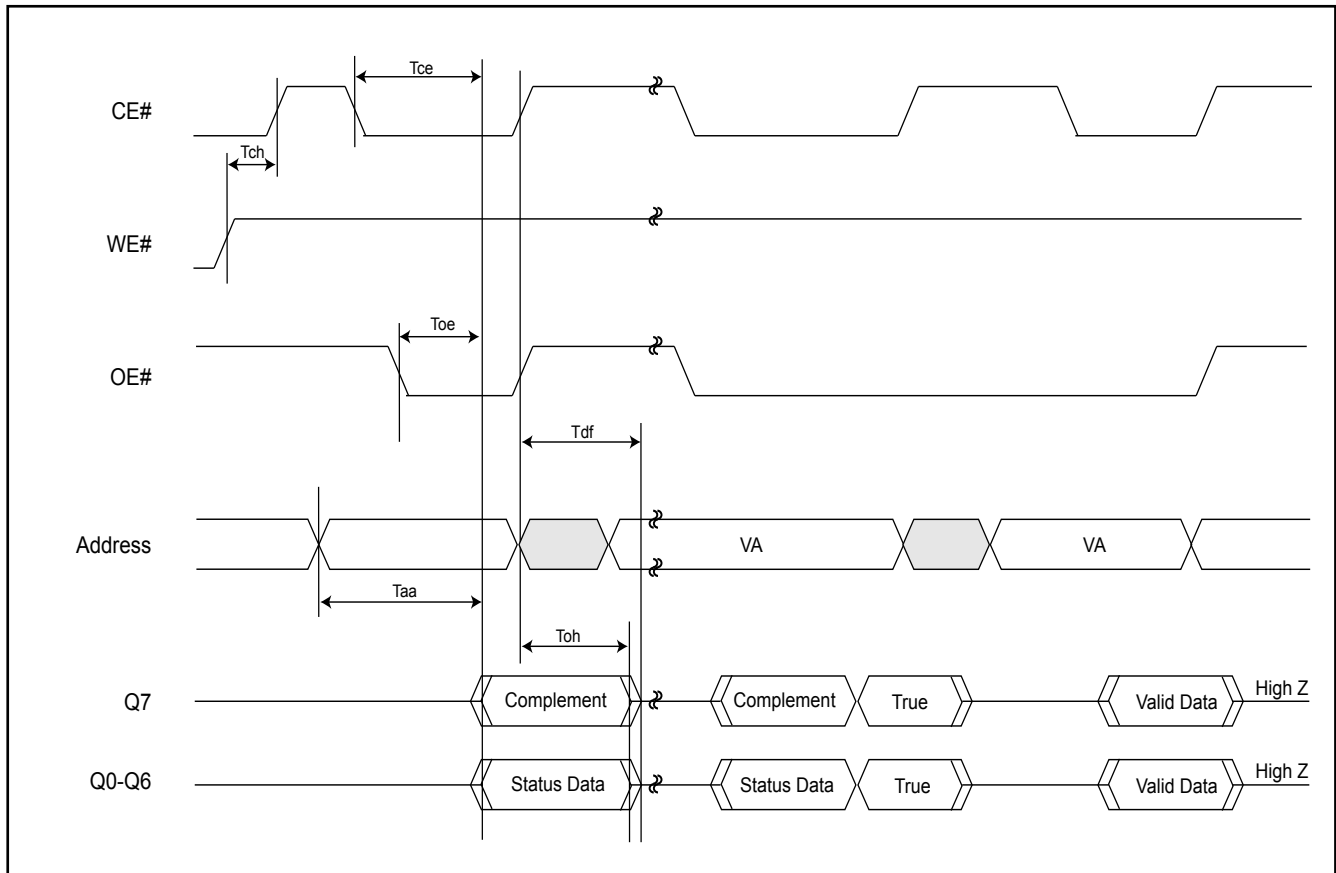 Tce
CE#
Tch
WE#
Toe
OE#
Tdf
Address
VA
VA
Taa
Toh
Q7
Complement
Complement
True
Valid Data
High Z
Q0-Q6
Status Data
Status Data
True
Valid Data
High Z